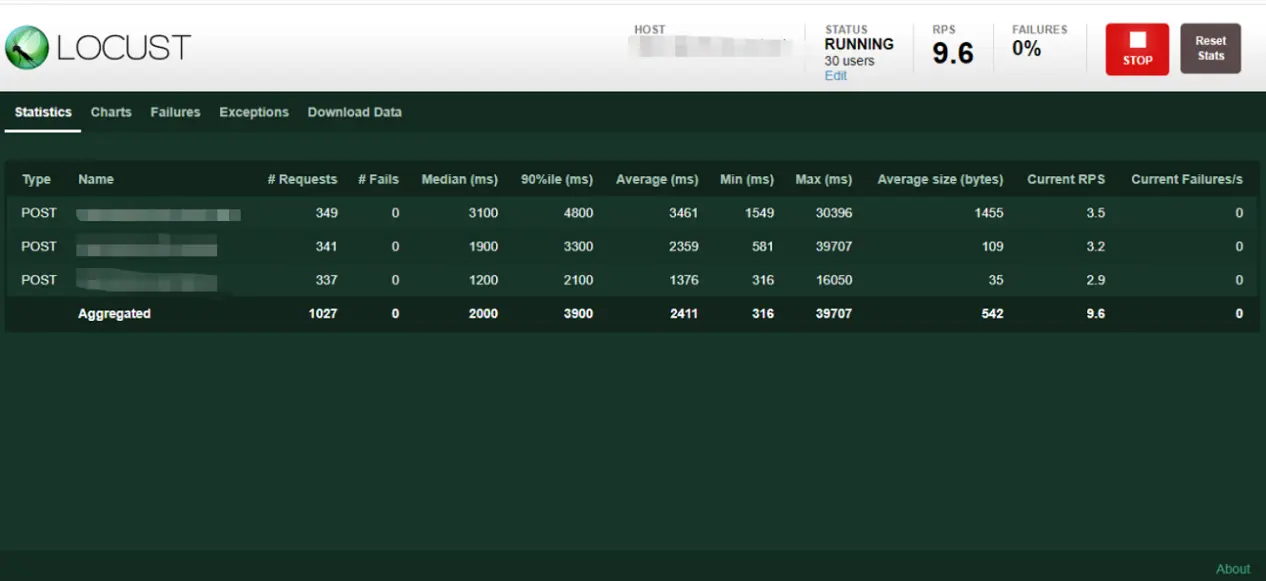 LOCUST
HOST
STATUS
RUNNING
30 users
Edit
RPS
9.6
FAILURES
0%
STOP
Reset
Stats
Statistics Charts Failures Exceptions Download Data
Type Name # Requests # Fails Median (ms) 90%ile (ms) Average (ms) Min (ms) Max (ms) Average size (bytes) Current RPS Current Failures/s
POST 349 0 3100 4800 3461 1549 30396 1455 3.5 0
POST 341 0 1900 3300 2359 581 39707 109 3.2 0
POST 337 0 1200 2100 1376 316 16050 35 2.9 0
Aggregated 1027 0 2000 3900 2411 316 39707 542 9.6 0
About